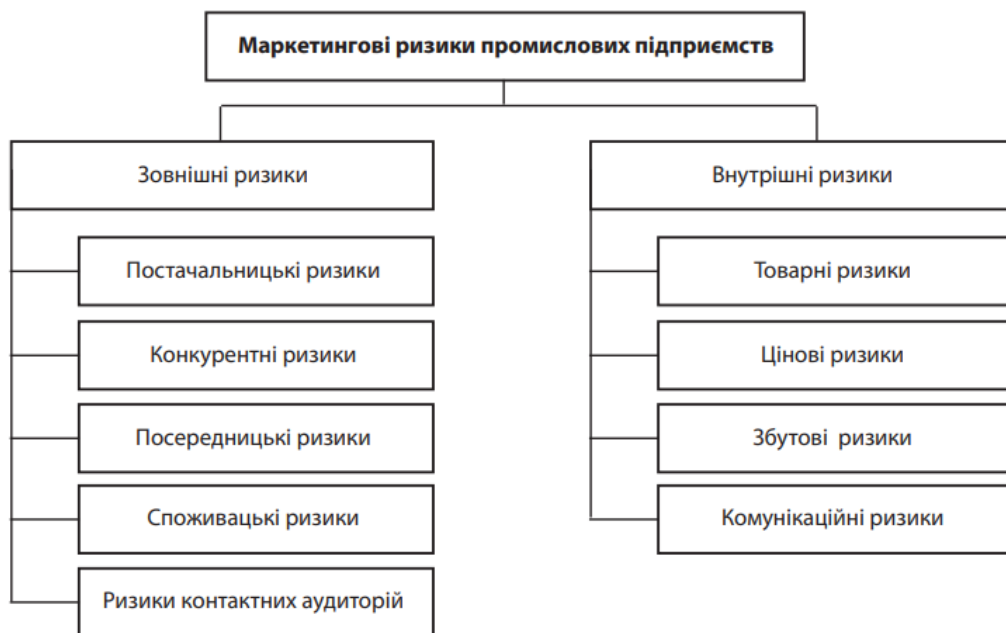 Маркетингові ризики промислових підприємств
Зовнішні ризики
Постачальницькі ризики
Конкурентні ризики
Посередницькі ризики
Споживацькі ризики
Ризики контактних аудиторій
Внутрішні ризики
Товарні ризики
Цінові ризики
Збутові ризики
Комунікаційні ризики